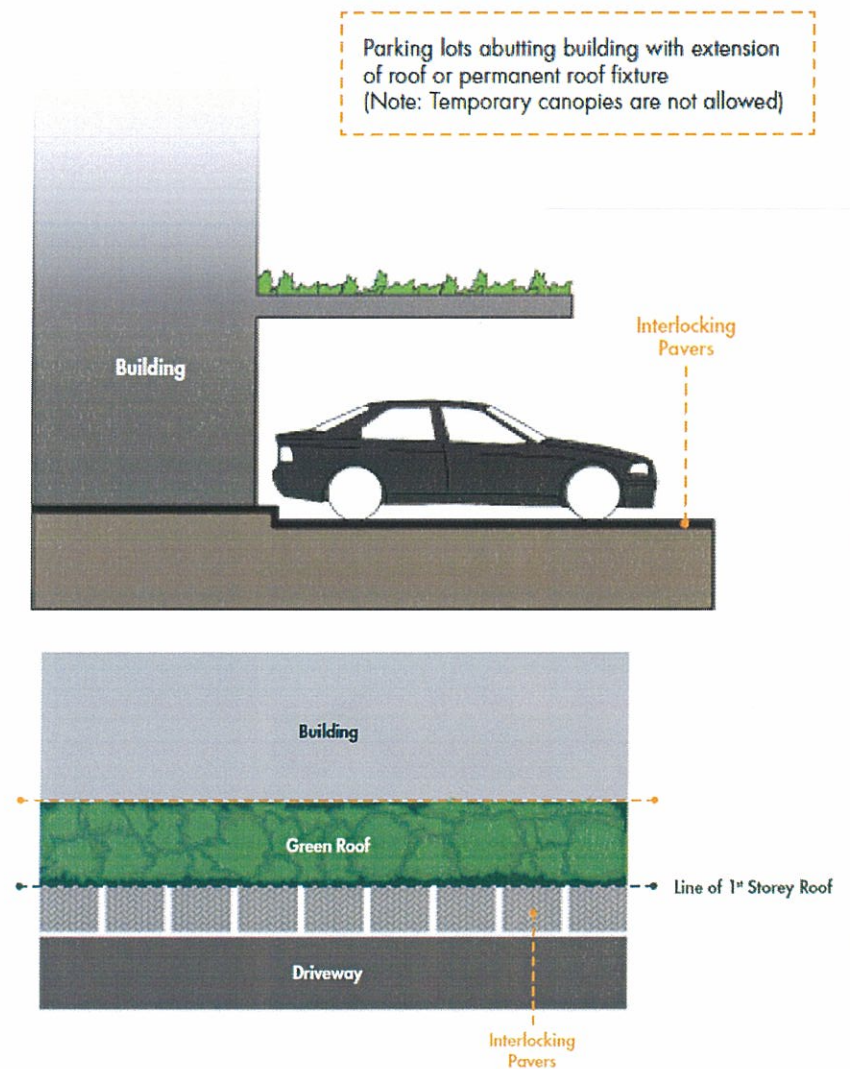 Parking lots abutting building with extension
of roof or permanent roof fixture
(Note: Temporary canopies are not allowed)
Interlocking
Pavers
Building
Building
Green Roof
Line of 1st Storey Roof
Driveway
Interlocking
Pavers